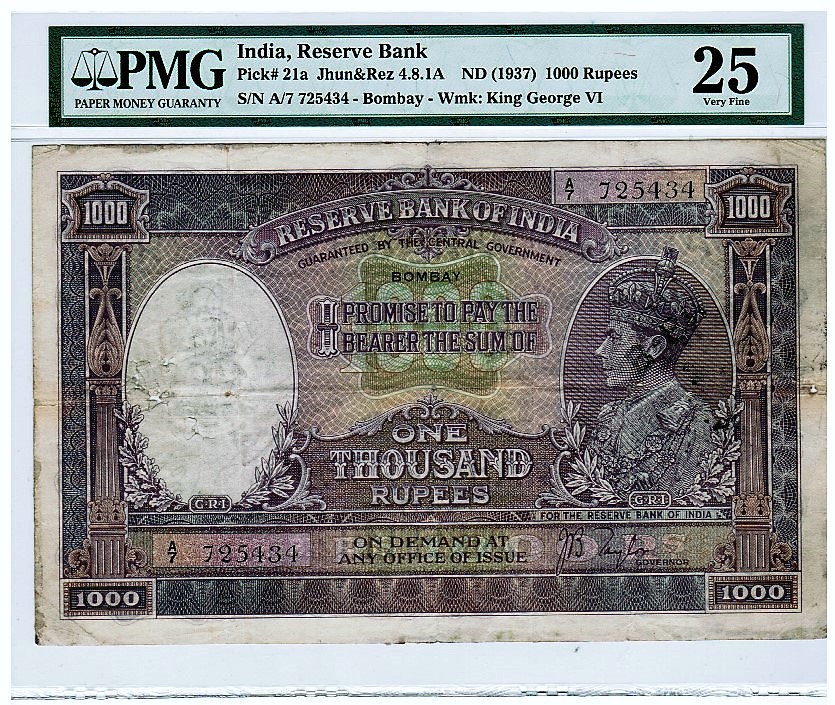 PMG
PAPER MONEY GUARANTY
India, Reserve Bank
Pick# 21a Jhun&Rez 4.8.1A ND (1937) 1000 Rupees
S/N A/7 725434 - Bombay - Wmk: King George VI
25
Very Fine
A/7 725434
1000
1000
RESERVE BANK OF INDIA
GUARANTEED BY THE CENTRAL GOVERNMENT
BOMBAY
I PROMISE TO PAY THE
BEARER THE SUM OF
ONE
THOUSAND
RUPEES
G·R·I
G·R·I
FOR THE RESERVE BANK OF INDIA
A/7 725434
ON DEMAND AT
ANY OFFICE OF ISSUE
JB Taylor
GOVERNOR
1000
1000